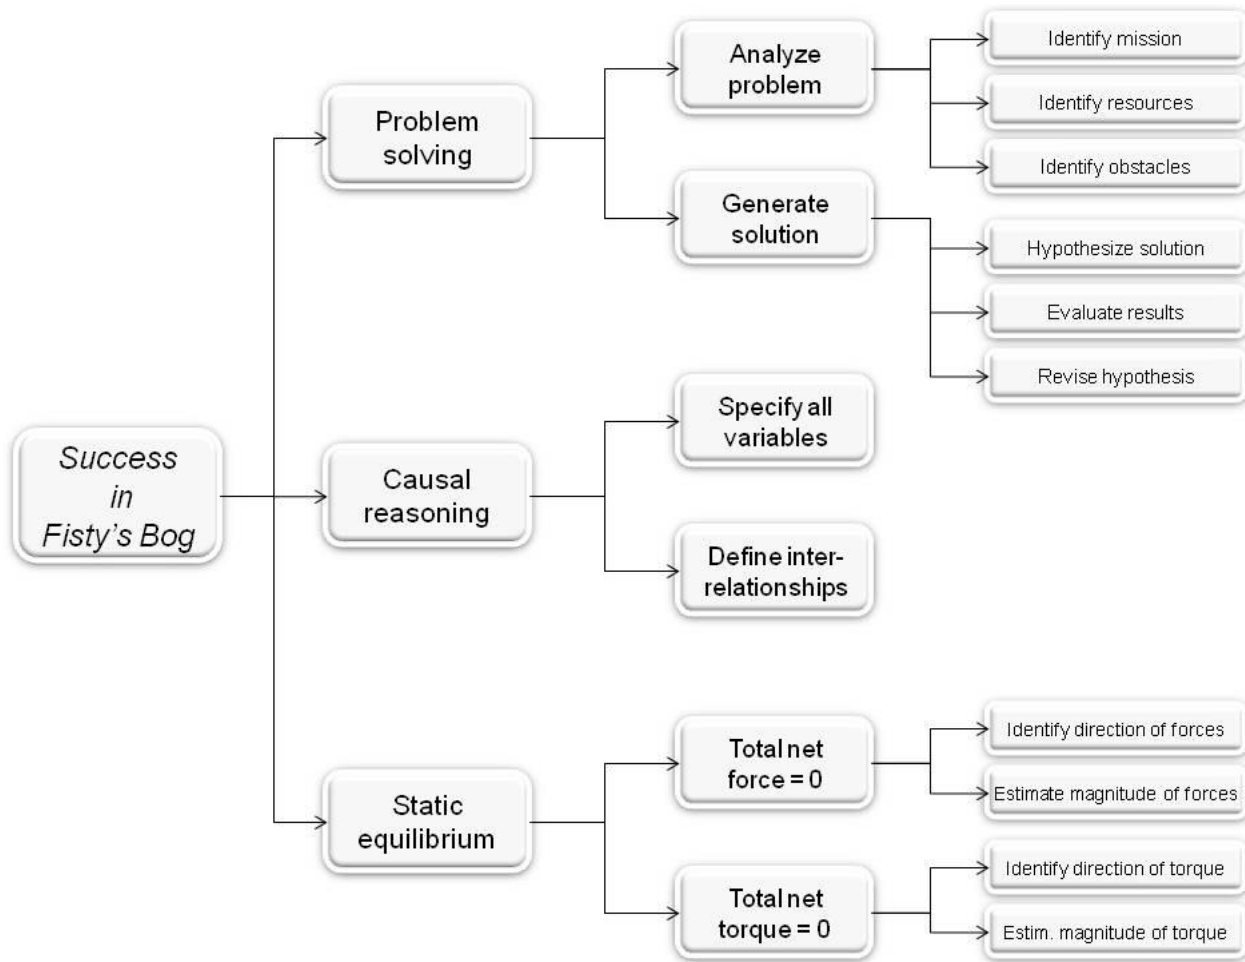 Success
in
Fisty's Bog
Problem
solving
Analyze
problem
Identify mission
Identify resources
Identify obstacles
Generate
solution
Hypothesize solution
Evaluate results
Revise hypothesis
Causal
reasoning
Specify all
variables
Define inter-
relationships
Static
equilibrium
Total net
force = 0
Identify direction of forces
Estimate magnitude of forces
Total net
torque = 0
Identify direction of torque
Estim. magnitude of torque